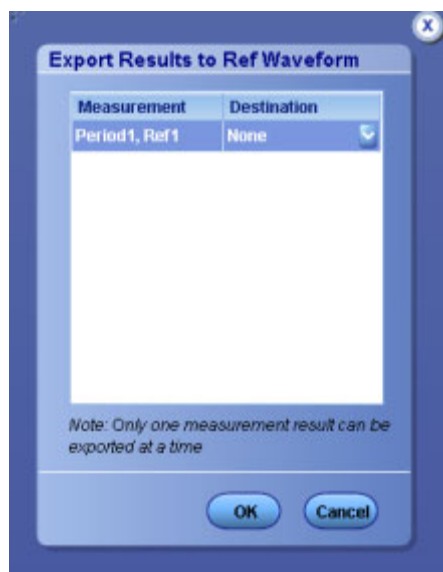 X
Export Results to Ref Waveform
Measurement Destination
Period1, Ref1 None
Note: Only one measurement result can be
exported at a time
OK Cancel